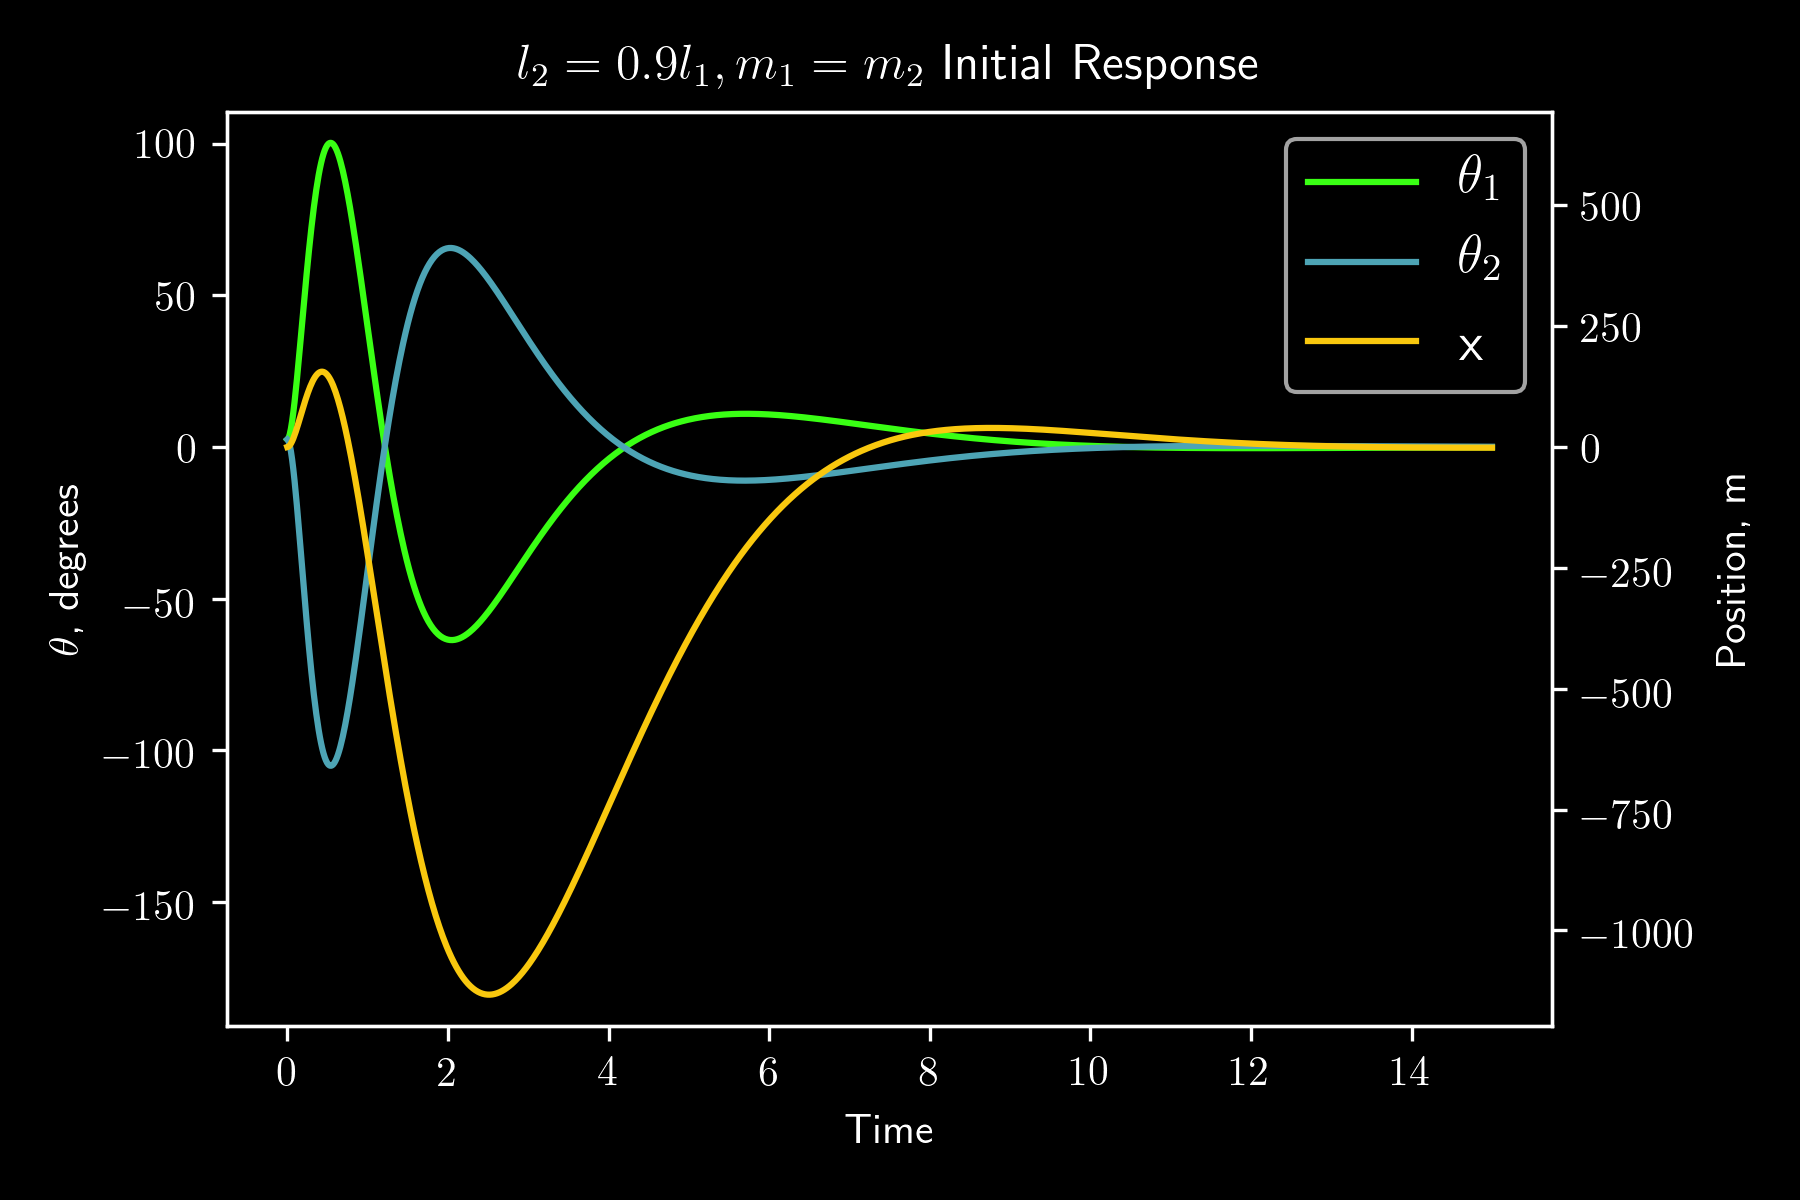 l₂ = 0.9l₁, m₁ = m₂ Initial Response
θ₁
θ₂
x
100
50
0
−50
−100
−150
θ, degrees
500
250
0
−250
−500
−750
−1000
Position, m
0 2 4 6 8 10 12 14
Time